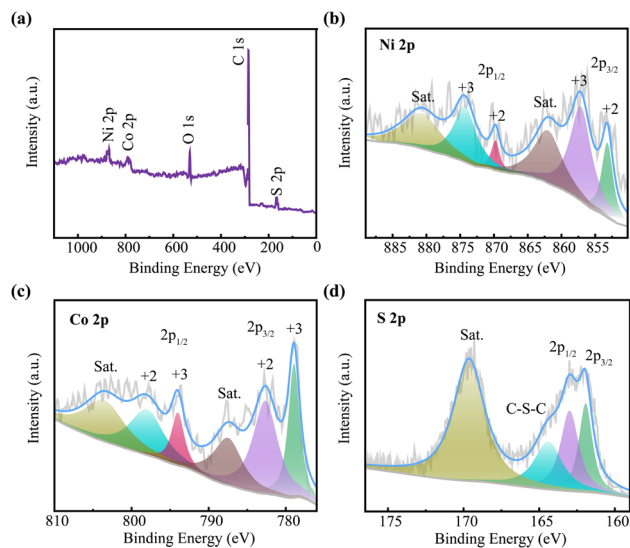 (a)
C 1s
Ni 2p
Co 2p
O 1s
S 2p
Intensity (a.u.)
1000 800 600 400 200 0
Binding Energy (eV)
(b)
Ni 2p
2p1/2
2p3/2
Sat.
+3
+2
Sat.
+3
+2
Intensity (a.u.)
885 880 875 870 865 860 855
Binding Energy (eV)
(c)
Co 2p
2p1/2
2p3/2
Sat.
+2
+3
Sat.
+2
+3
Intensity (a.u.)
810 800 790 780
Binding Energy (eV)
(d)
S 2p
Sat.
C-S-C
2p1/2
2p3/2
Intensity (a.u.)
175 170 165 160
Binding Energy (eV)